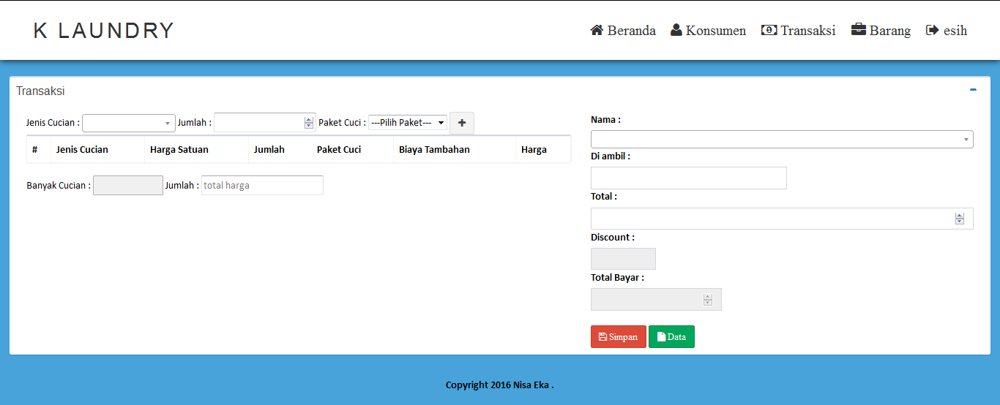 K LAUNDRY
Beranda Konsumen Transaksi Barang esih
Transaksi
Jenis Cucian : Jumlah : Paket Cuci : ---Pilih Paket--- +
# Jenis Cucian Harga Satuan Jumlah Paket Cuci Biaya Tambahan Harga
Banyak Cucian : Jumlah : total harga
Nama :
Di ambil :
Total :
Discount :
Total Bayar :
Simpan Data
Copyright 2016 Nisa Eka .